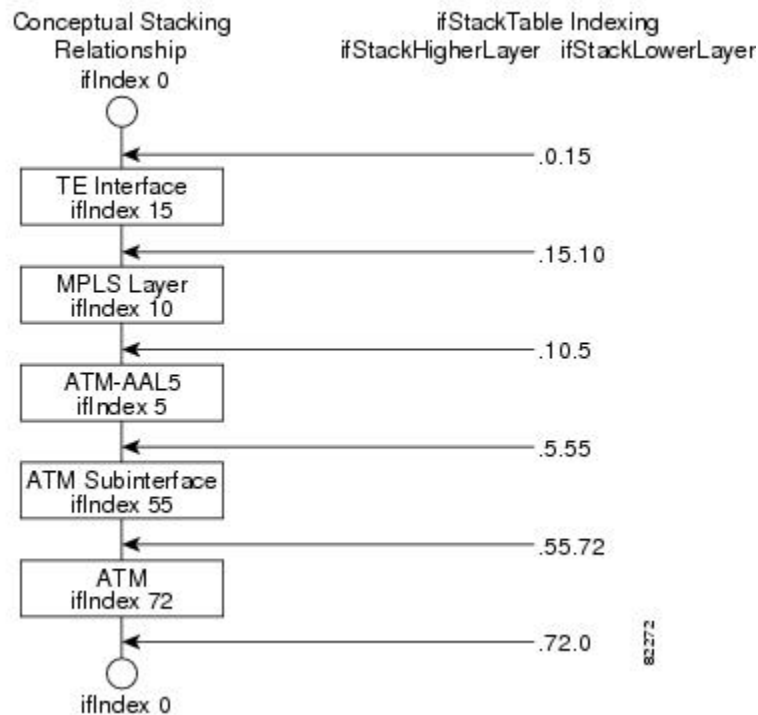 Conceptual Stacking
Relationship
ifIndex 0
ifStackTable Indexing
ifStackHigherLayer ifStackLowerLayer
.0.15
TE Interface
ifIndex 15
.15.10
MPLS Layer
ifIndex 10
.10.5
ATM-AAL5
ifIndex 5
.5.55
ATM Subinterface
ifIndex 55
.55.72
ATM
ifIndex 72
.72.0
ifIndex 0
82272